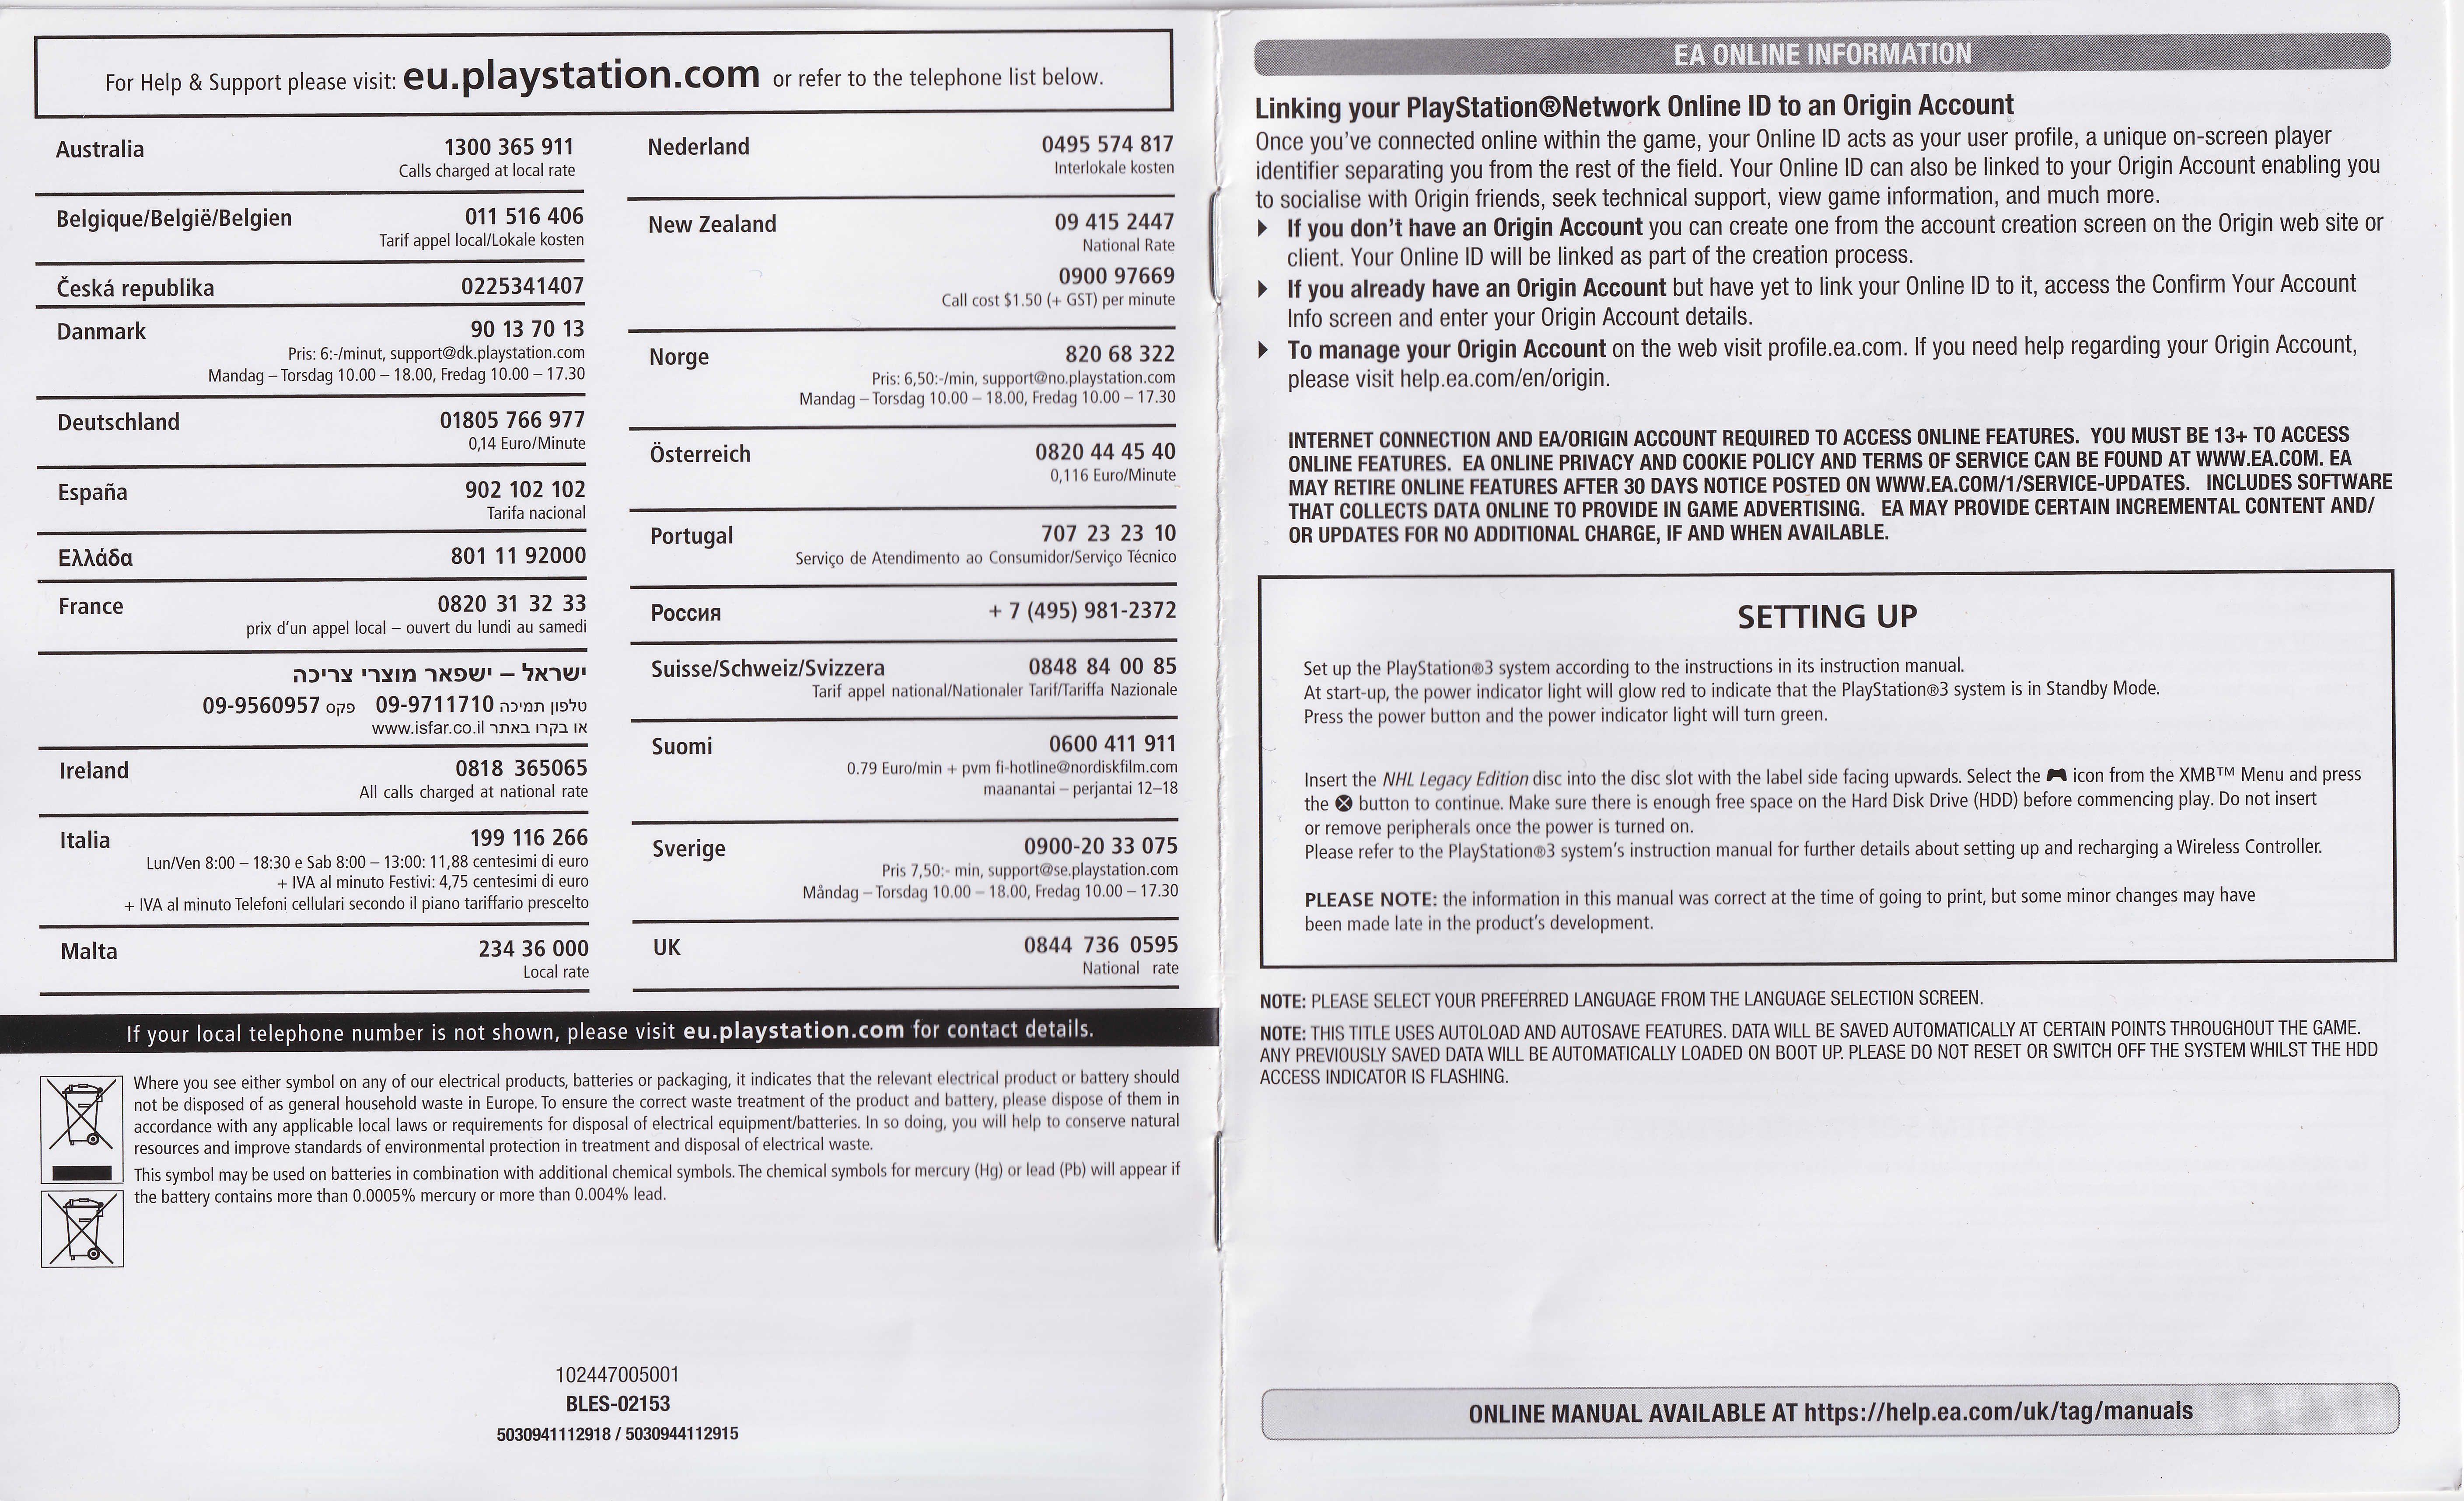 For Help & Support please visit: eu.playstation.com or refer to the telephone list below.
Australia 1300 365 911
Calls charged at local rate
Belgique/België/Belgien 011 516 406
Tarif appel local/Lokale kosten
Česká republika 0225341407
Danmark 90 13 70 13
Pris: 6:-/minut, support@dk.playstation.com
Mandag – Torsdag 10.00 – 18.00, Fredag 10.00 – 17.30
Deutschland 01805 766 977
0,14 Euro/Minute
España 902 102 102
Tarifa nacional
Ελλάδα 801 11 92000
France 0820 31 32 33
prix d'un appel local – ouvert du lundi au samedi
ישראל – ישפאר מוצרי צריכה
טלפון תמיכה 09-9711710 פקס 09-9560957
או בקרו באתר www.isfar.co.il
Ireland 0818 365065
All calls charged at national rate
Italia 199 116 266
Lun/Ven 8:00 – 18:30 e Sab 8:00 – 13:00: 11,88 centesimi di euro
+ IVA al minuto Festivi: 4,75 centesimi di euro
+ IVA al minuto Telefoni cellulari secondo il piano tariffario prescelto
Malta 234 36 000
Local rate
Nederland 0495 574 817
Interlokale kosten
New Zealand 09 415 2447
National Rate
0900 97669
Call cost $1.50 (+ GST) per minute
Norge 820 68 322
Pris: 6,50:-/min, support@no.playstation.com
Mandag – Torsdag 10.00 – 18.00, Fredag 10.00 – 17.30
Österreich 0820 44 45 40
0,116 Euro/Minute
Portugal 707 23 23 10
Serviço de Atendimento ao Consumidor/Serviço Técnico
Россия + 7 (495) 981-2372
Suisse/Schweiz/Svizzera 0848 84 00 85
Tarif appel national/Nationaler Tarif/Tariffa Nazionale
Suomi 0600 411 911
0.79 Euro/min + pvm fi-hotline@nordiskfilm.com
maanantai – perjantai 12–18
Sverige 0900-20 33 075
Pris 7,50:- min, support@se.playstation.com
Måndag – Torsdag 10.00 – 18.00, Fredag 10.00 – 17.30
UK 0844 736 0595
National rate
If your local telephone number is not shown, please visit eu.playstation.com for contact details.
Where you see either symbol on any of our electrical products, batteries or packaging, it indicates that the relevant electrical product or battery should
not be disposed of as general household waste in Europe. To ensure the correct waste treatment of the product and battery, please dispose of them in
accordance with any applicable local laws or requirements for disposal of electrical equipment/batteries. In so doing, you will help to conserve natural
resources and improve standards of environmental protection in treatment and disposal of electrical waste.
This symbol may be used on batteries in combination with additional chemical symbols. The chemical symbols for mercury (Hg) or lead (Pb) will appear if
the battery contains more than 0.0005% mercury or more than 0.004% lead.
102447005001
BLES-02153
5030941112918 / 5030944112915
EA ONLINE INFORMATION
Linking your PlayStation®Network Online ID to an Origin Account
Once you've connected online within the game, your Online ID acts as your user profile, a unique on-screen player
identifier separating you from the rest of the field. Your Online ID can also be linked to your Origin Account enabling you
to socialise with Origin friends, seek technical support, view game information, and much more.
If you don't have an Origin Account you can create one from the account creation screen on the Origin web site or
client. Your Online ID will be linked as part of the creation process.
If you already have an Origin Account but have yet to link your Online ID to it, access the Confirm Your Account
Info screen and enter your Origin Account details.
To manage your Origin Account on the web visit profile.ea.com. If you need help regarding your Origin Account,
please visit help.ea.com/en/origin.
INTERNET CONNECTION AND EA/ORIGIN ACCOUNT REQUIRED TO ACCESS ONLINE FEATURES. YOU MUST BE 13+ TO ACCESS
ONLINE FEATURES. EA ONLINE PRIVACY AND COOKIE POLICY AND TERMS OF SERVICE CAN BE FOUND AT WWW.EA.COM. EA
MAY RETIRE ONLINE FEATURES AFTER 30 DAYS NOTICE POSTED ON WWW.EA.COM/1/SERVICE-UPDATES. INCLUDES SOFTWARE
THAT COLLECTS DATA ONLINE TO PROVIDE IN GAME ADVERTISING. EA MAY PROVIDE CERTAIN INCREMENTAL CONTENT AND/
OR UPDATES FOR NO ADDITIONAL CHARGE, IF AND WHEN AVAILABLE.
SETTING UP
Set up the PlayStation®3 system according to the instructions in its instruction manual.
At start-up, the power indicator light will glow red to indicate that the PlayStation®3 system is in Standby Mode.
Press the power button and the power indicator light will turn green.
Insert the NHL Legacy Edition disc into the disc slot with the label side facing upwards. Select the icon from the XMB™ Menu and press
the button to continue. Make sure there is enough free space on the Hard Disk Drive (HDD) before commencing play. Do not insert
or remove peripherals once the power is turned on.
Please refer to the PlayStation®3 system's instruction manual for further details about setting up and recharging a Wireless Controller.
PLEASE NOTE: the information in this manual was correct at the time of going to print, but some minor changes may have
been made late in the product's development.
NOTE: PLEASE SELECT YOUR PREFERRED LANGUAGE FROM THE LANGUAGE SELECTION SCREEN.
NOTE: THIS TITLE USES AUTOLOAD AND AUTOSAVE FEATURES. DATA WILL BE SAVED AUTOMATICALLY AT CERTAIN POINTS THROUGHOUT THE GAME.
ANY PREVIOUSLY SAVED DATA WILL BE AUTOMATICALLY LOADED ON BOOT UP. PLEASE DO NOT RESET OR SWITCH OFF THE SYSTEM WHILST THE HDD
ACCESS INDICATOR IS FLASHING.
ONLINE MANUAL AVAILABLE AT https://help.ea.com/uk/tag/manuals